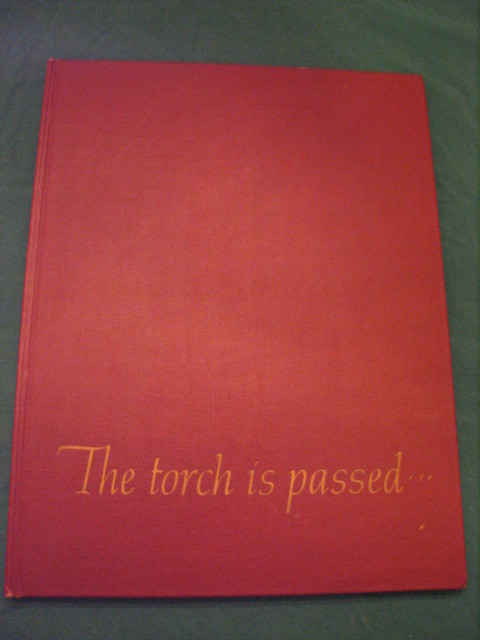 The torch is passed...